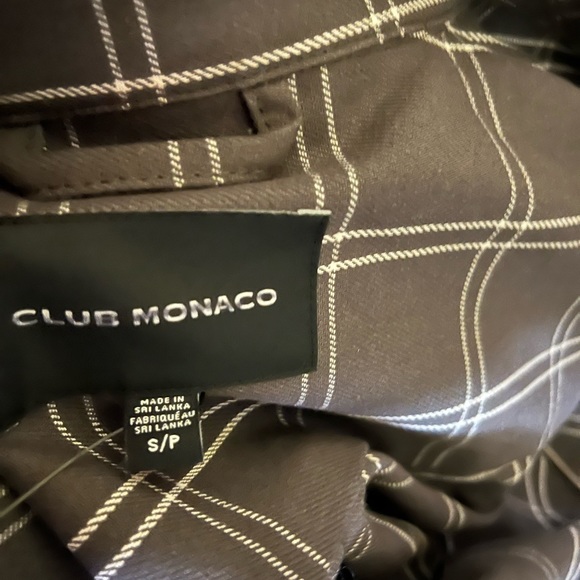 CLUB MONACO
MADE IN
SRI LANKA
FABRIQUÉ AU
SRI LANKA
S/P